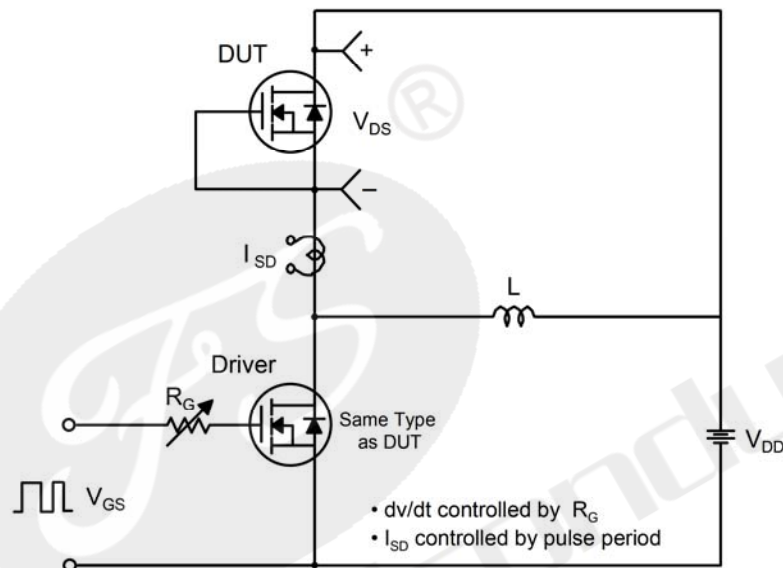 DUT
+
®
V_DS
−
I_SD
L
Driver
R_G
Same Type
as DUT
V_DD
V_GS
• dv/dt controlled by R_G
• I_SD controlled by pulse period